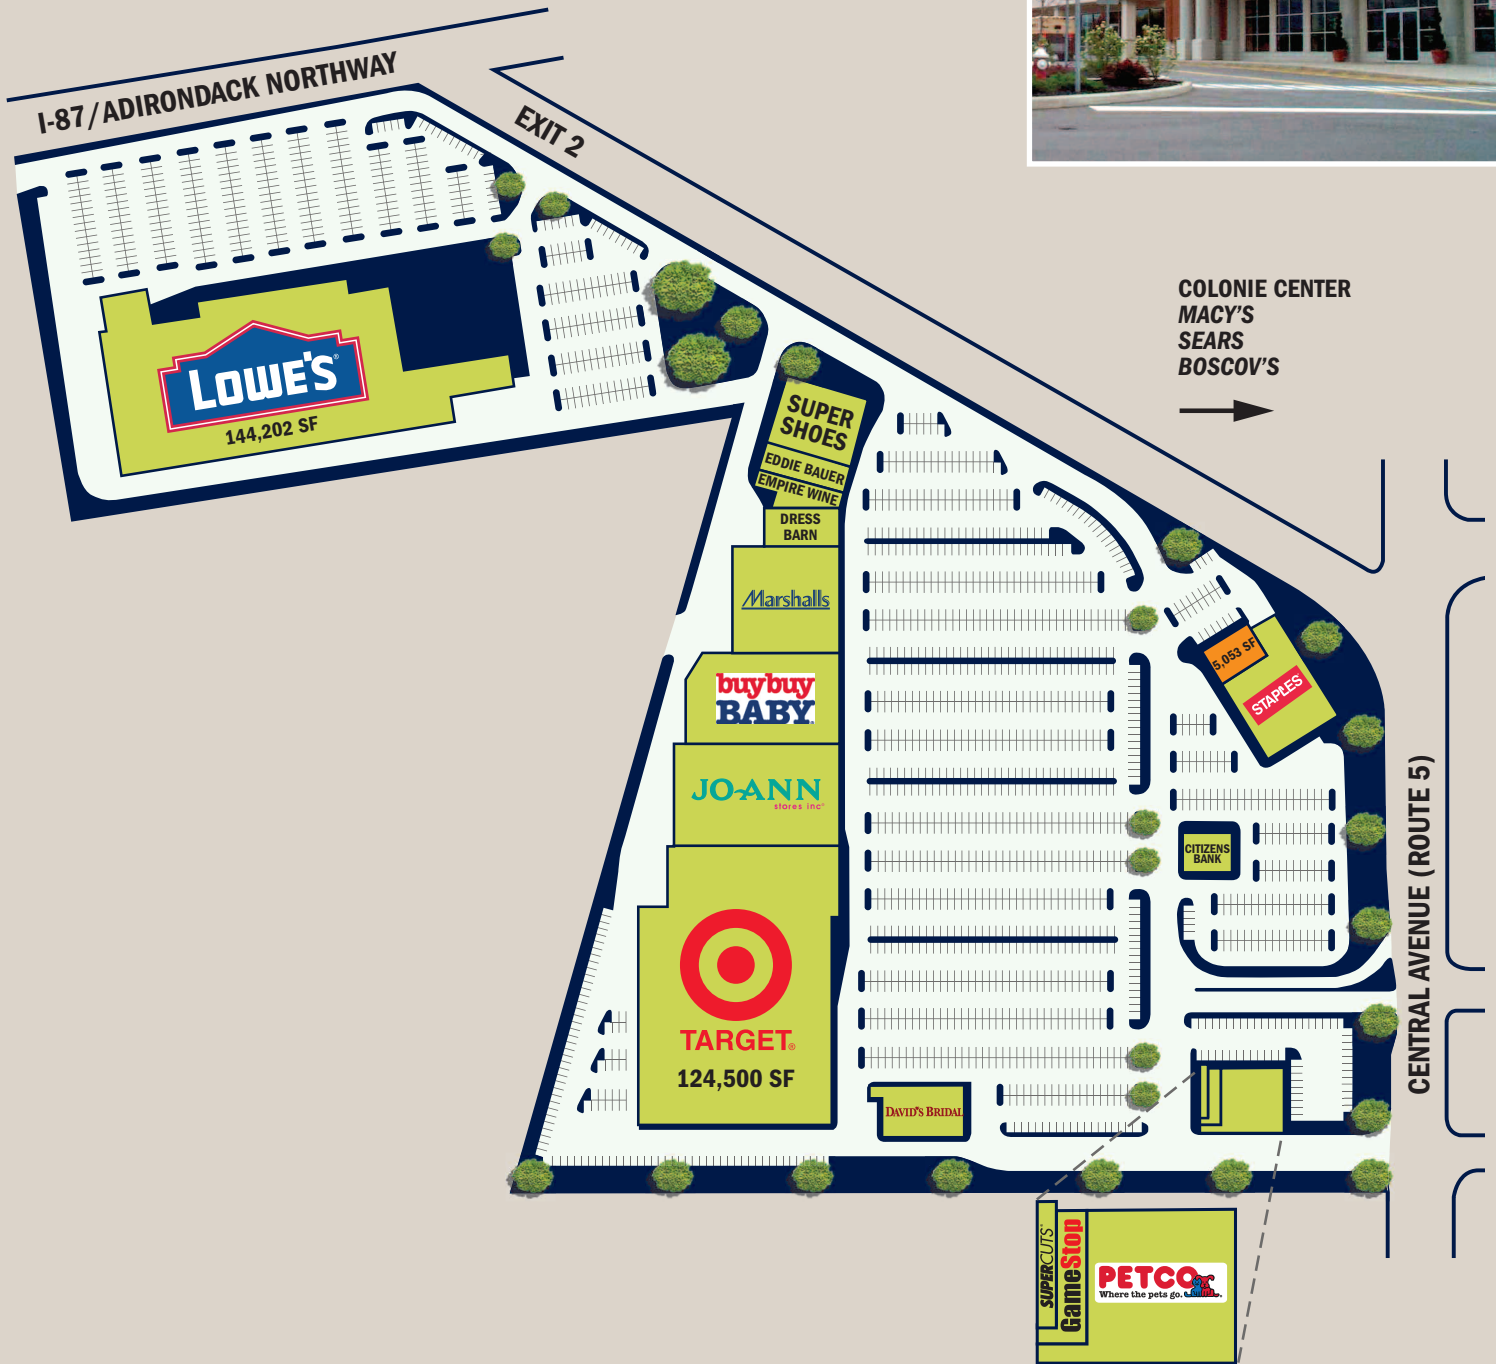 I-87/ADIRONDACK NORTHWAY
EXIT 2
COLONIE CENTER
MACY'S
SEARS
BOSCOV'S
LOWE'S®
144,202 SF
SUPER
SHOES
EDDIE BAUER
EMPIRE WINE
DRESS
BARN
Marshalls
buybuy
BABY
JO-ANN
stores inc
5,053 SF
STAPLES
CITIZENS
BANK
CENTRAL AVENUE (ROUTE 5)
TARGET®
124,500 SF
DAVID'S BRIDAL
SUPERCUTS
GameStop
PETCO
Where the pets go.